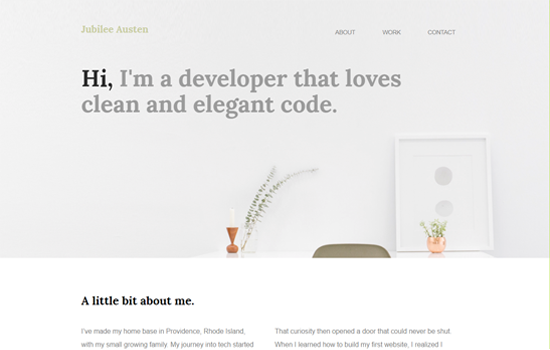 Jubilee Austen
ABOUT WORK CONTACT
Hi, I'm a developer that loves
clean and elegant code.
A little bit about me.
I've made my home base in Providence, Rhode Island,
with my small growing family. My journey into tech started
That curiosity then opened a door that could never be shut.
When I learned how to build my first website, I realized I